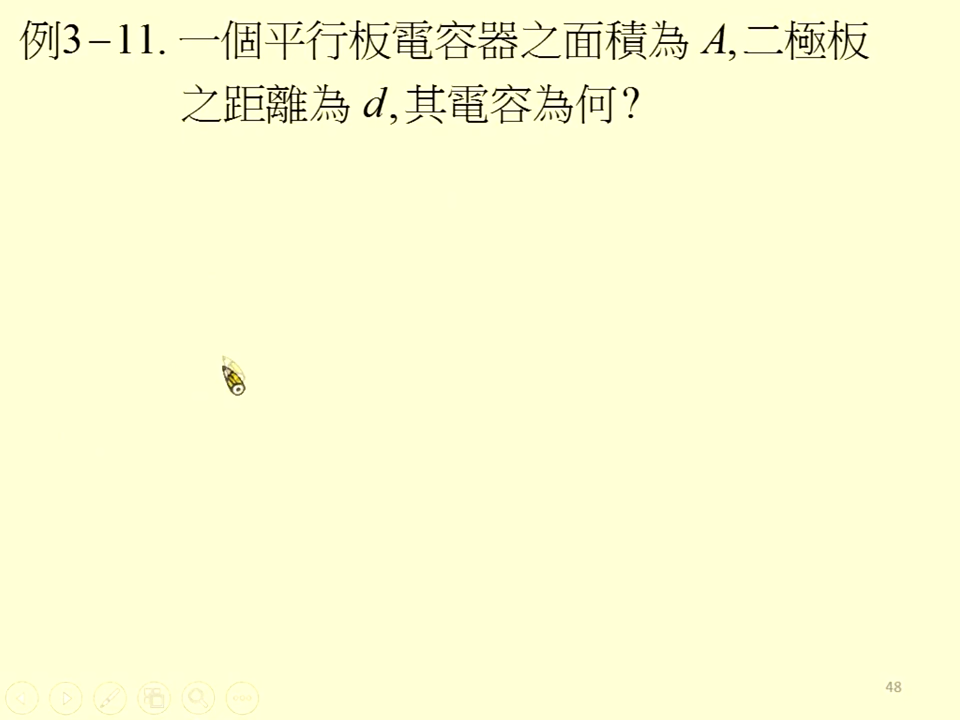 例3－11. 一個平行板電容器之面積為 A, 二極板
之距離為 d, 其電容為何?
48